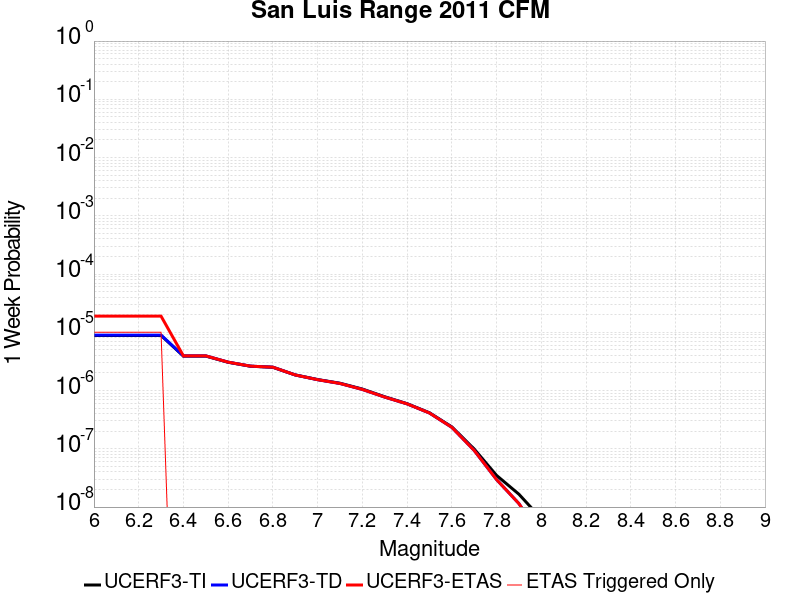 San Luis Range 2011 CFM
10^0
10^-1
10^-2
10^-3
10^-4
10^-5
10^-6
10^-7
10^-8
1 Week Probability
6 6.2 6.4 6.6 6.8 7 7.2 7.4 7.6 7.8 8 8.2 8.4 8.6 8.8 9
Magnitude
UCERF3-TI UCERF3-TD UCERF3-ETAS ETAS Triggered Only